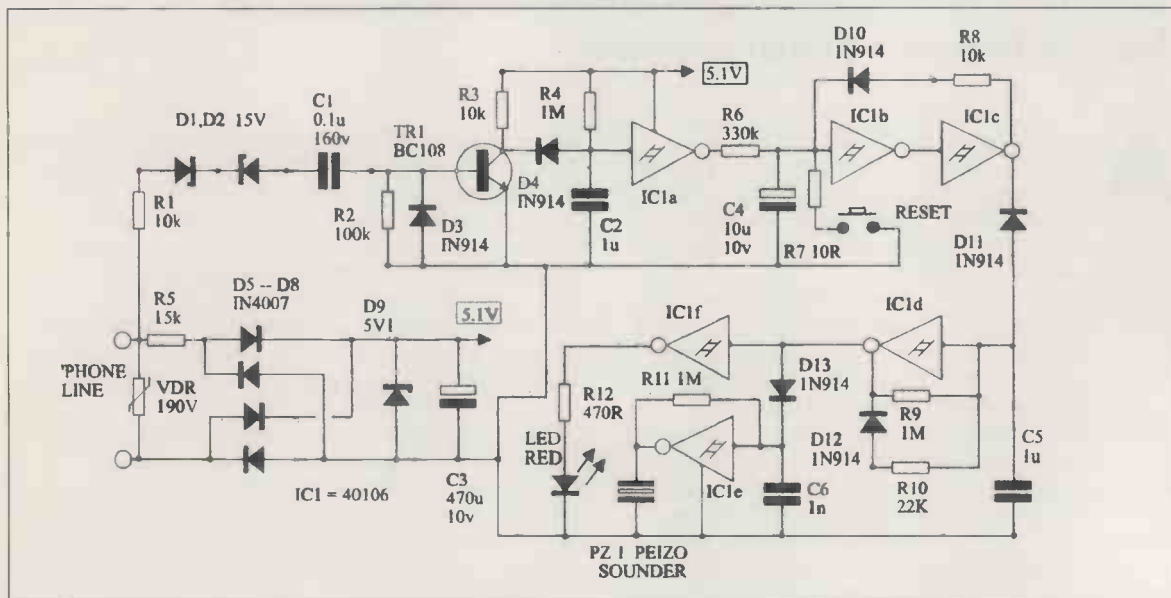 D10
1N914
R8
10k
5.1V
C1
0.1u
160v
R3
10k
R4
1M
IC1b
IC1c
D1,D2 15V
TR1
BC108
R6
330k
R1
10k
D4
IN914
IC1a
R2
100k
D3
IN914
C2
1u
C4
10u
10v
RESET
R7 10R
D11
1N914
D5 -- D8
IN4007
R5
15k
D9
5V1
5.1V
IC1f
IC1d
'PHONE
LINE
VDR
190V
R12
470R
R11 1M
D13
1N914
LED
RED
D12
1N914
R9
1M
C5
1u
IC1 = 40106
C3
470u
10v
IC1e
C6
1n
R10
22K
PZ 1 PEIZO
SOUNDER